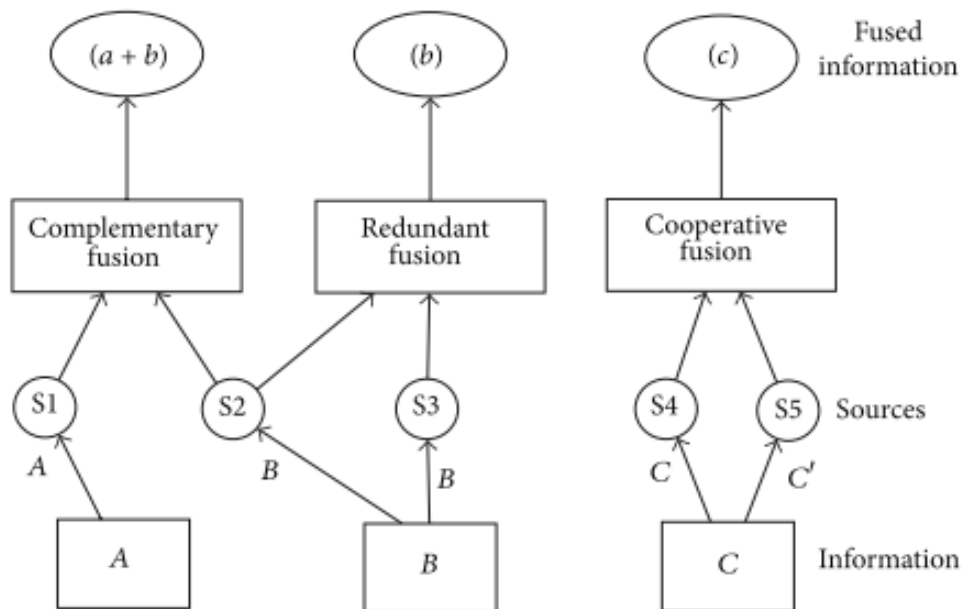 (a + b)
(b)
(c)
Fused
information
Complementary
fusion
Redundant
fusion
Cooperative
fusion
S1
S2
S3
S4
S5
Sources
A
B
B
C
C′
A
B
C
Information